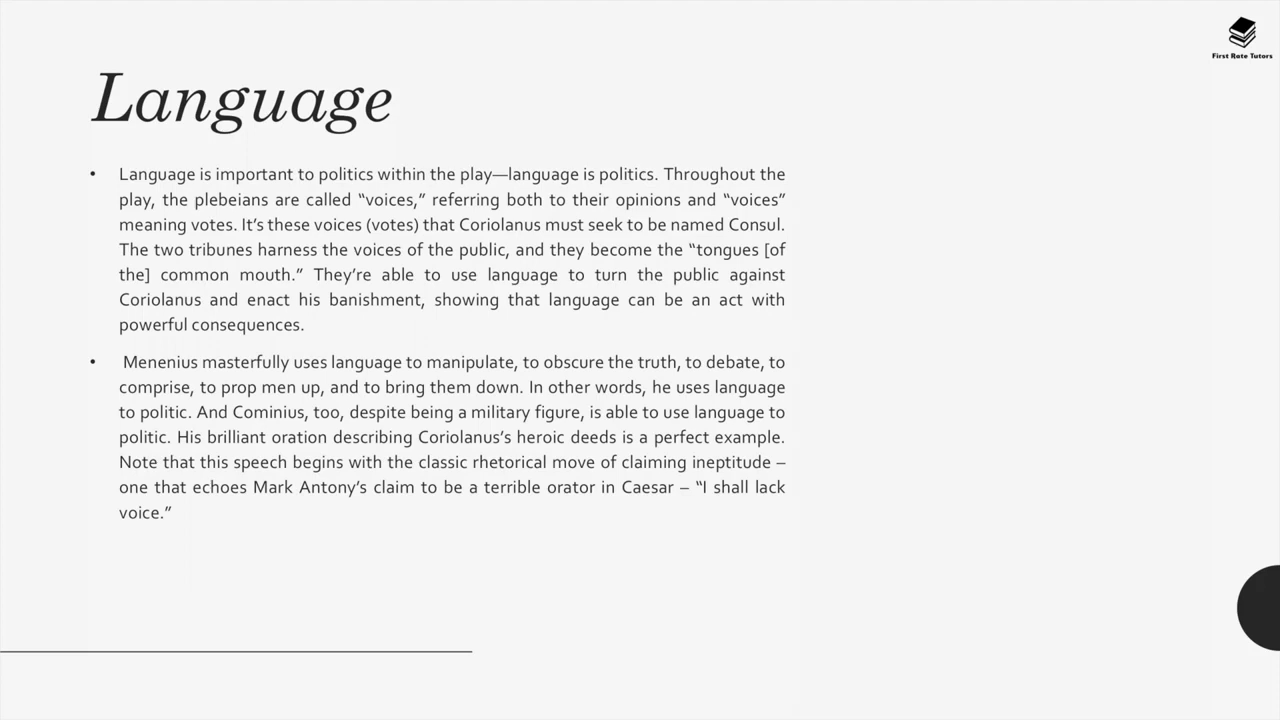 First Rate Tutors
Language
• Language is important to politics within the play—language is politics. Throughout the
play, the plebeians are called “voices,” referring both to their opinions and “voices”
meaning votes. It’s these voices (votes) that Coriolanus must seek to be named Consul.
The two tribunes harness the voices of the public, and they become the “tongues [of
the] common mouth.” They’re able to use language to turn the public against
Coriolanus and enact his banishment, showing that language can be an act with
powerful consequences.
• Menenius masterfully uses language to manipulate, to obscure the truth, to debate, to
comprise, to prop men up, and to bring them down. In other words, he uses language
to politic. And Cominius, too, despite being a military figure, is able to use language to
politic. His brilliant oration describing Coriolanus’s heroic deeds is a perfect example.
Note that this speech begins with the classic rhetorical move of claiming ineptitude –
one that echoes Mark Antony’s claim to be a terrible orator in Caesar – “I shall lack
voice.”